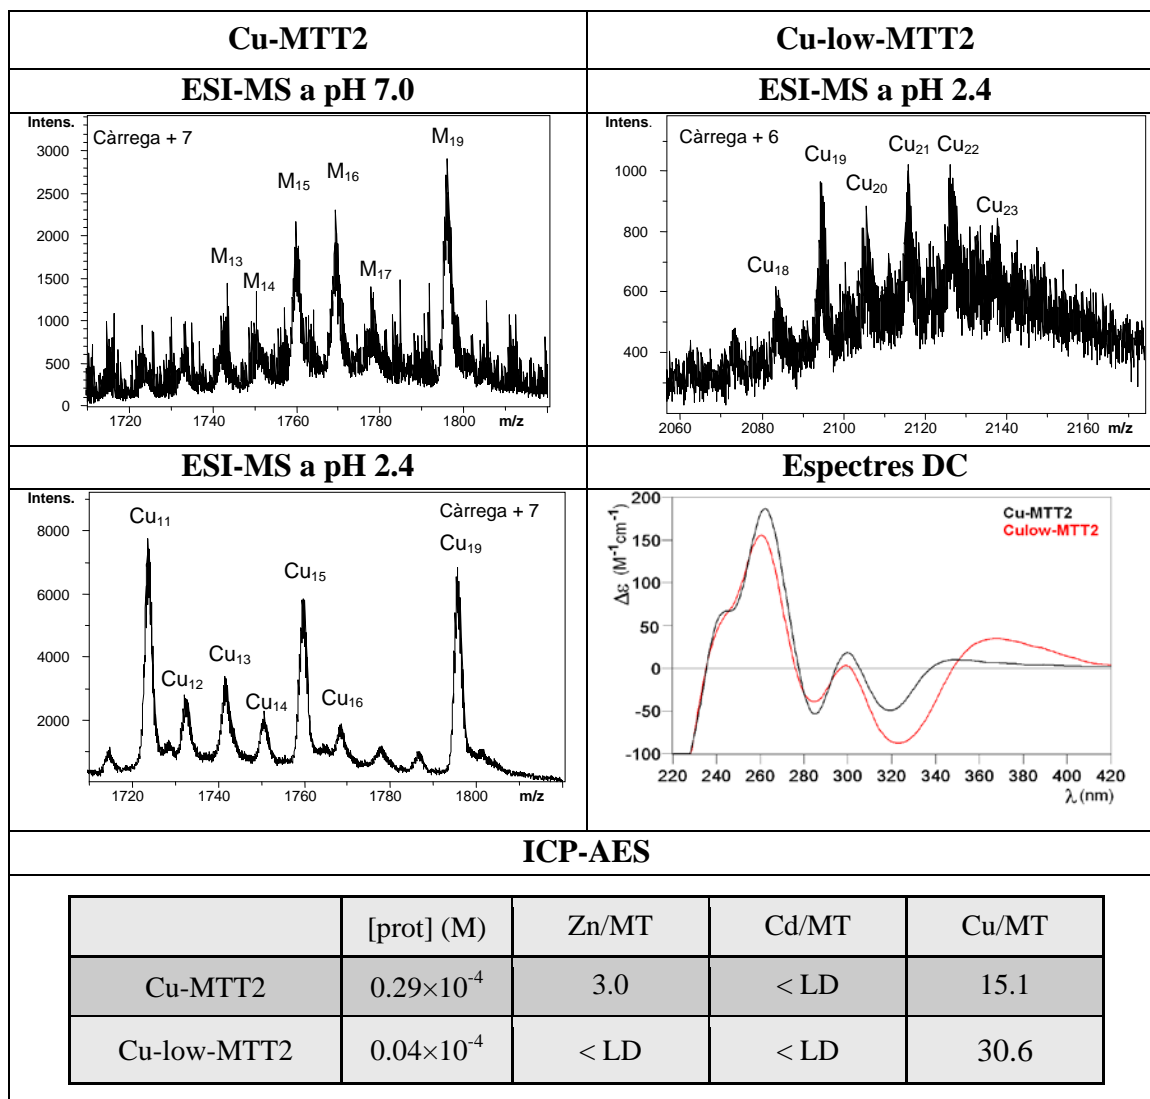 Cu-MTT2
Cu-low-MTT2
ESI-MS a pH 7.0
ESI-MS a pH 2.4
Intens.
Càrrega + 7
M13
M14
M15
M16
M17
M19
3000
2500
2000
1500
1000
500
0
1720
1740
1760
1780
1800
m/z
Intens.
Càrrega + 6
Cu18
Cu19
Cu20
Cu21
Cu22
Cu23
1000
800
600
400
2060
2080
2100
2120
2140
2160
m/z
ESI-MS a pH 2.4
Espectres DC
Intens.
Càrrega + 7
Cu11
Cu12
Cu13
Cu14
Cu15
Cu16
Cu19
8000
6000
4000
2000
1720
1740
1760
1780
1800
m/z
Cu-MTT2
Culow-MTT2
Δε (M-1cm-1)
200
150
100
50
0
-50
-100
220
240
260
280
300
320
340
360
380
400
420
λ(nm)
ICP-AES
[prot] (M) Zn/MT Cd/MT Cu/MT
Cu-MTT2 0.29×10-4 3.0 < LD 15.1
Cu-low-MTT2 0.04×10-4 < LD < LD 30.6